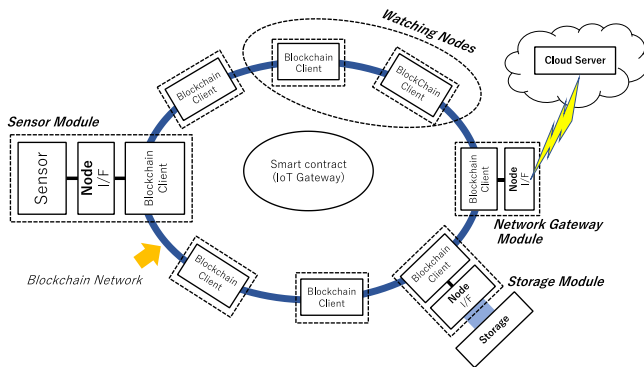 Watching Nodes
Cloud Server
Blockchain
Client
BlockChain
Client
Blockchain
Client
Sensor Module
Sensor
Node
I/F
Blockchain
Client
Smart contract
(IoT Gateway)
Blockchain
Client
Node
I/F
Network Gateway
Module
Blockchain Network
Blockchain
Client
Blockchain
Client
Blockchain
Client
Node
I/F
Storage Module
Storage